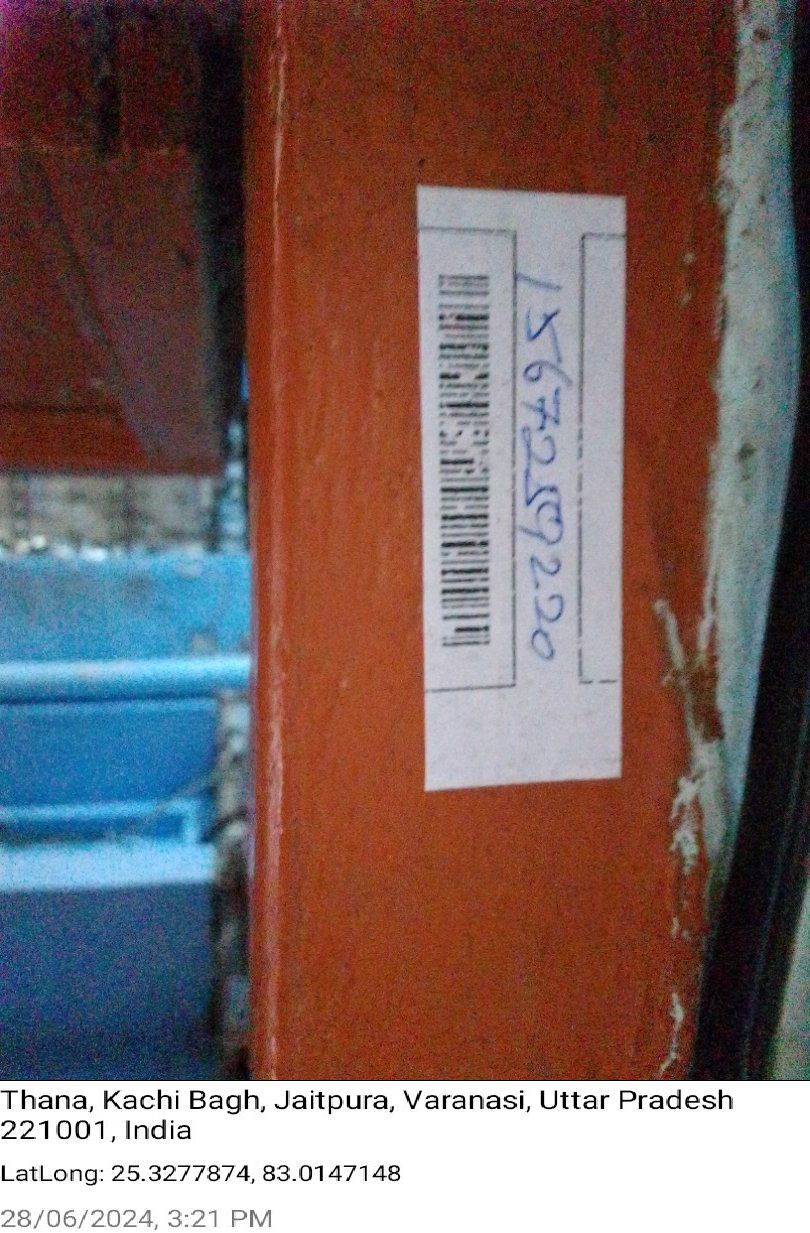 1567259220
Thana, Kachi Bagh, Jaitpura, Varanasi, Uttar Pradesh
221001, India
LatLong: 25.3277874, 83.0147148
28/06/2024, 3:21 PM